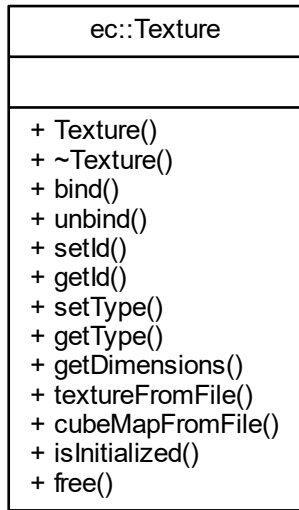 ec::Texture
+ Texture()
+ ~Texture()
+ bind()
+ unbind()
+ setId()
+ getId()
+ setType()
+ getType()
+ getDimensions()
+ textureFromFile()
+ cubeMapFromFile()
+ isInitialized()
+ free()